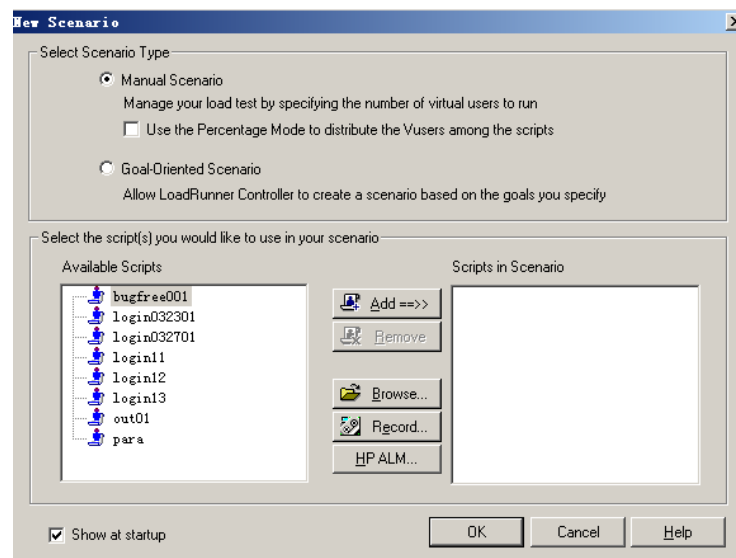 New Scenario
Select Scenario Type
Manual Scenario
Manage your load test by specifying the number of virtual users to run
Use the Percentage Mode to distribute the Vusers among the scripts
Goal-Oriented Scenario
Allow LoadRunner Controller to create a scenario based on the goals you specify
Select the script(s) you would like to use in your scenario
Available Scripts
Scripts in Scenario
bugfree001
login032301
login032701
login11
login12
login13
out01
para
Add ==>>
Remove
Browse...
Record...
HP ALM...
Show at startup
OK
Cancel
Help